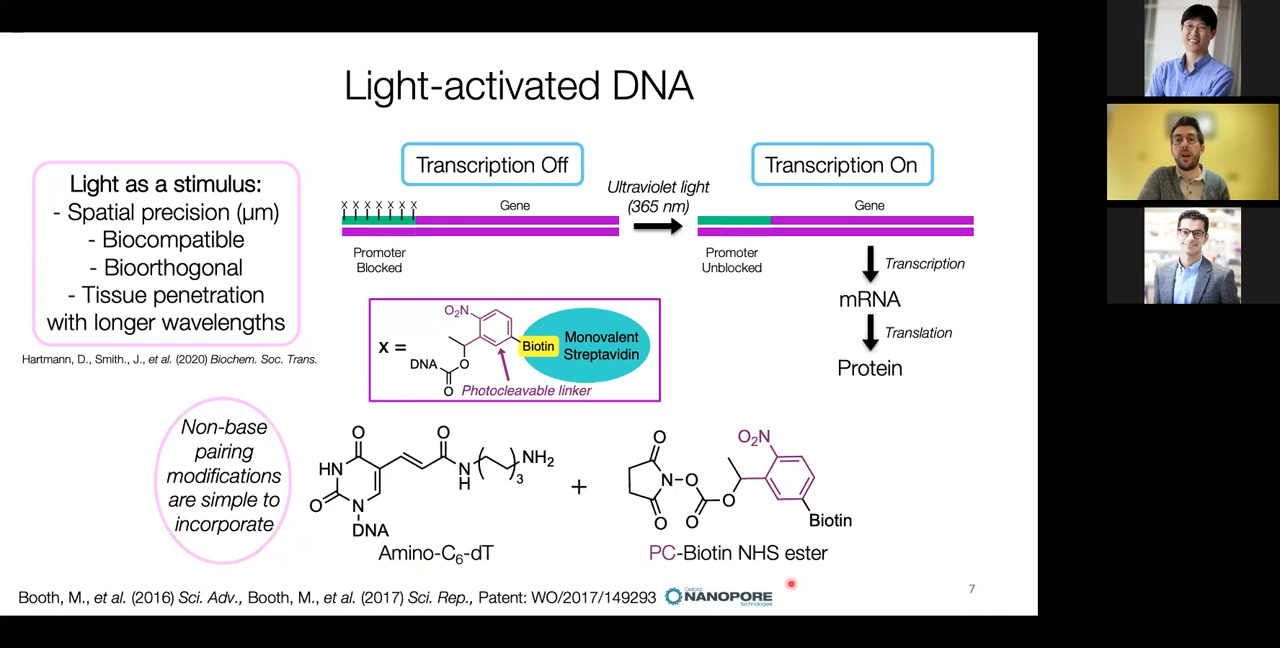 Light-activated DNA
Light as a stimulus:
- Spatial precision (µm)
- Biocompatible
- Bioorthogonal
- Tissue penetration
with longer wavelengths
Hartmann, D., Smith, J., et al. (2020) Biochem. Soc. Trans.
Transcription Off
X X X X X X X
Gene
Promoter
Blocked
Ultraviolet light
(365 nm)
Transcription On
Gene
Promoter
Unblocked
Transcription
mRNA
Translation
Protein
X =
O₂N
DNA
O
O
Biotin
Monovalent
Streptavidin
Photocleavable linker
Non-base
pairing
modifications
are simple to
incorporate
O
O
HN
N
H
3
NH₂
O
N
DNA
Amino-C₆-dT
+
O
O₂N
N
O
O
O
O
Biotin
PC-Biotin NHS ester
Booth, M., et al. (2016) Sci. Adv., Booth, M., et al. (2017) Sci. Rep., Patent: WO/2017/149293
Oxford
NANOPORE
Technologies
7